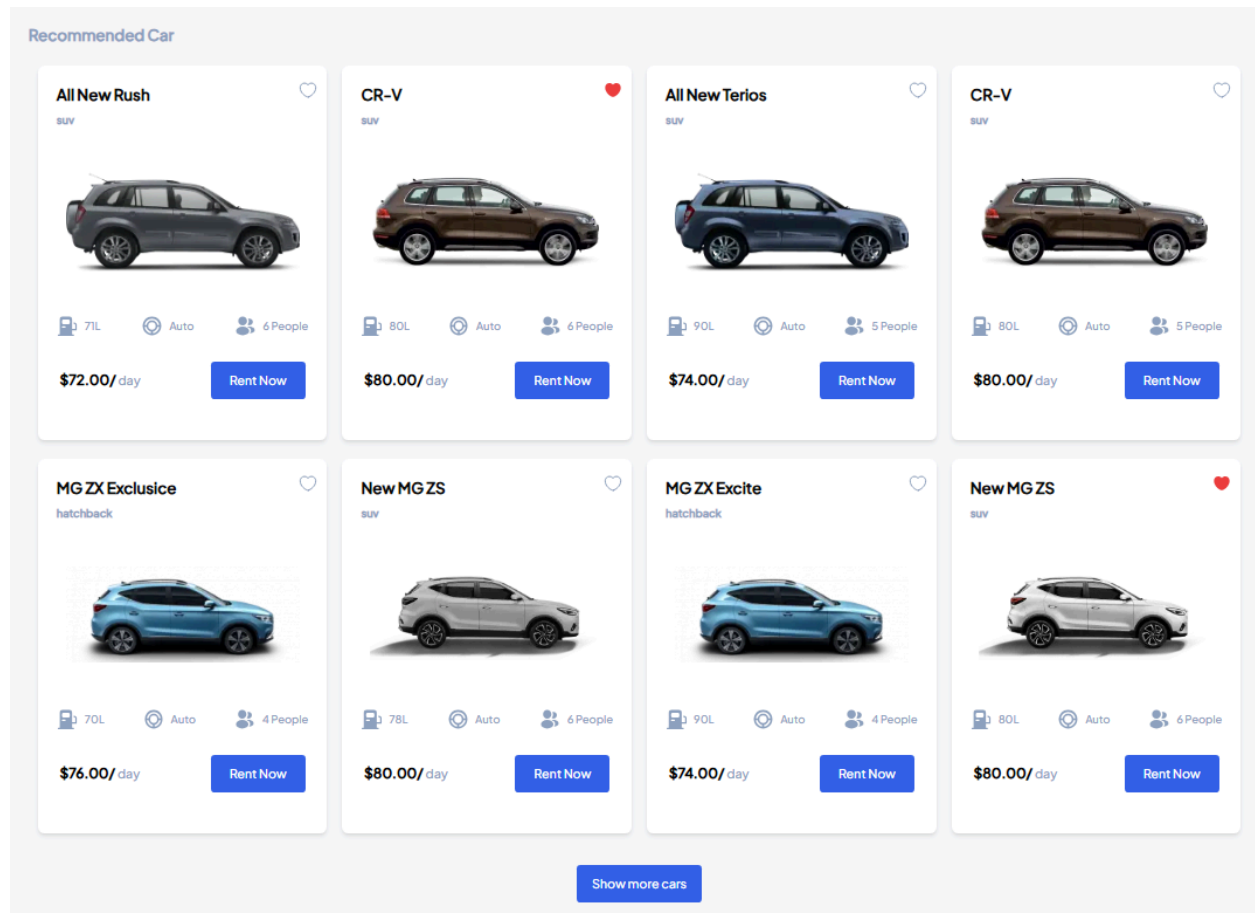 Recommended Car
All New Rush
suv
71L Auto 6 People
$72.00/ day Rent Now
CR-V
suv
80L Auto 6 People
$80.00/ day Rent Now
All New Terios
suv
90L Auto 5 People
$74.00/ day Rent Now
CR-V
suv
80L Auto 5 People
$80.00/ day Rent Now
MG ZX Exclusice
hatchback
70L Auto 4 People
$76.00/ day Rent Now
New MG ZS
suv
78L Auto 6 People
$80.00/ day Rent Now
MG ZX Excite
hatchback
90L Auto 4 People
$74.00/ day Rent Now
New MG ZS
suv
80L Auto 6 People
$80.00/ day Rent Now
Show more cars